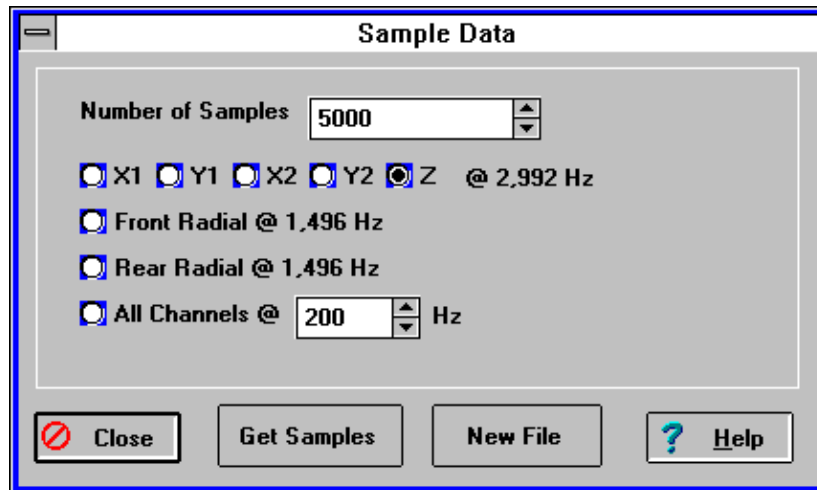 Sample Data
Number of Samples 5000
X1 Y1 X2 Y2 Z @ 2,992 Hz
Front Radial @ 1,496 Hz
Rear Radial @ 1,496 Hz
All Channels @ 200 Hz
Close Get Samples New File ? Help